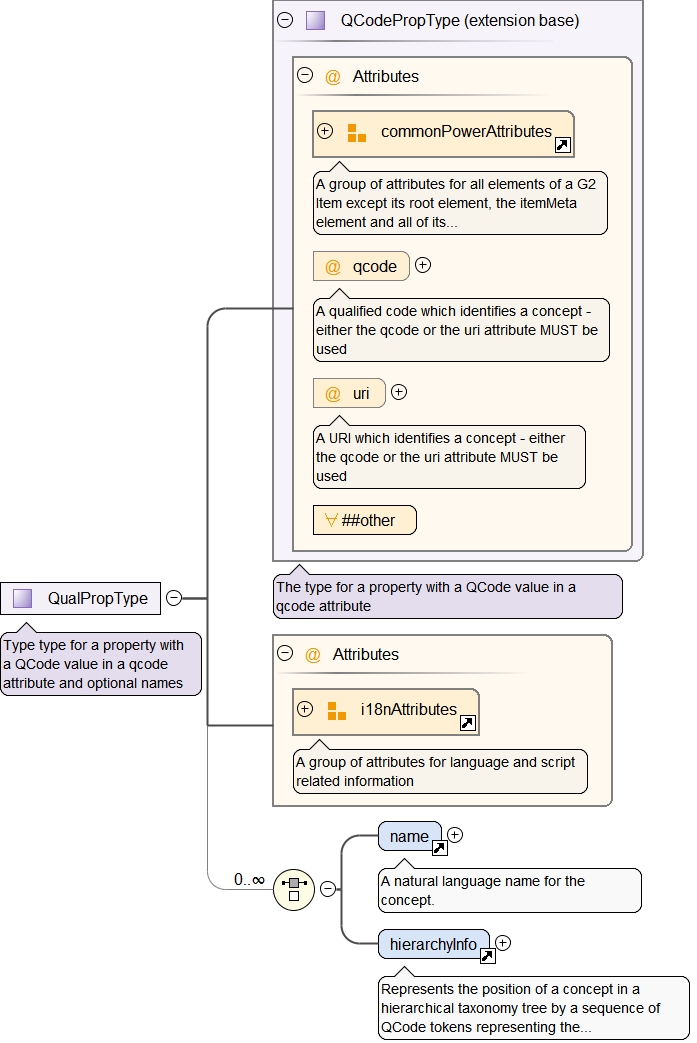 QCodePropType (extension base)
@ Attributes
commonPowerAttributes
A group of attributes for all elements of a G2
Item except its root element, the itemMeta
element and all of its...
@ qcode
A qualified code which identifies a concept -
either the qcode or the uri attribute MUST be
used
@ uri
A URI which identifies a concept - either
the qcode or the uri attribute MUST be
used
##other
The type for a property with a QCode value in a
qcode attribute
QualPropType
Type type for a property with
a QCode value in a qcode
attribute and optional names
@ Attributes
i18nAttributes
A group of attributes for language and script
related information
0..∞
name
A natural language name for the
concept.
hierarchyInfo
Represents the position of a concept in a
hierarchical taxonomy tree by a sequence of
QCode tokens representing the...